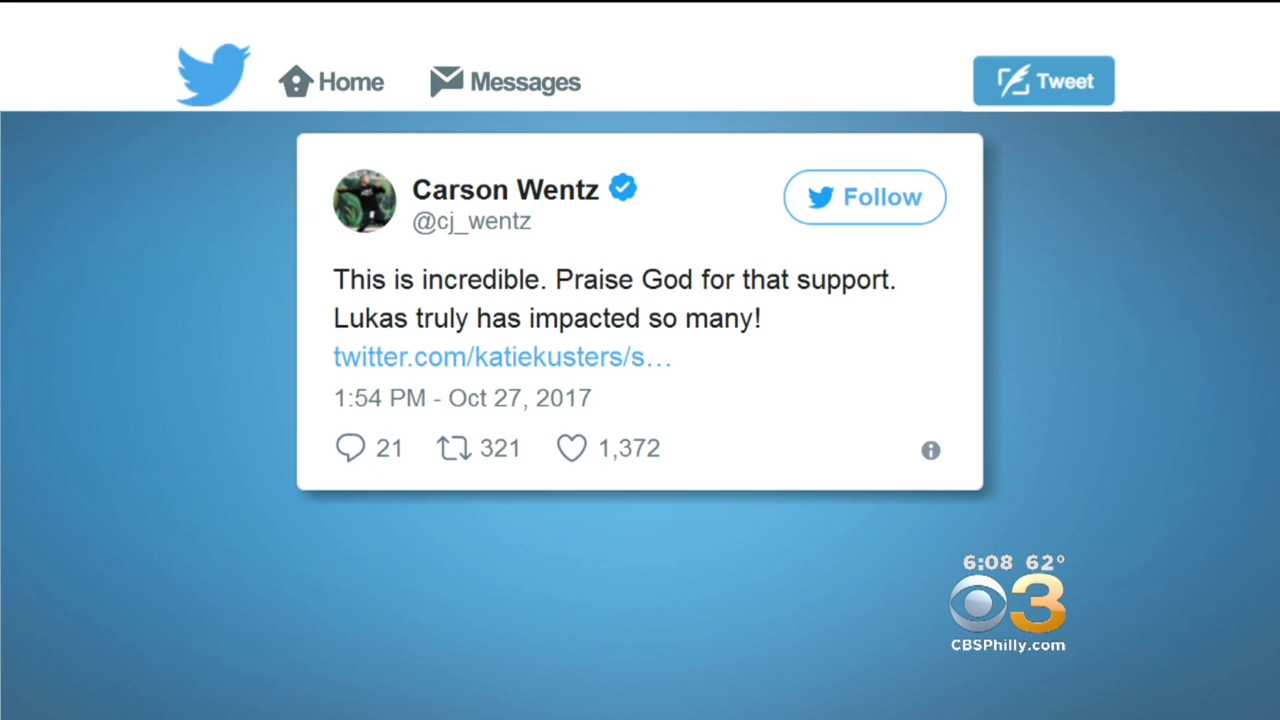 Home
Messages
Tweet
Carson Wentz
Follow
@cj_wentz
This is incredible. Praise God for that support.
Lukas truly has impacted so many!
twitter.com/katiekusters/s…
1:54 PM - Oct 27, 2017
21 321 1,372
6:08 62°
3
CBSPhilly.com